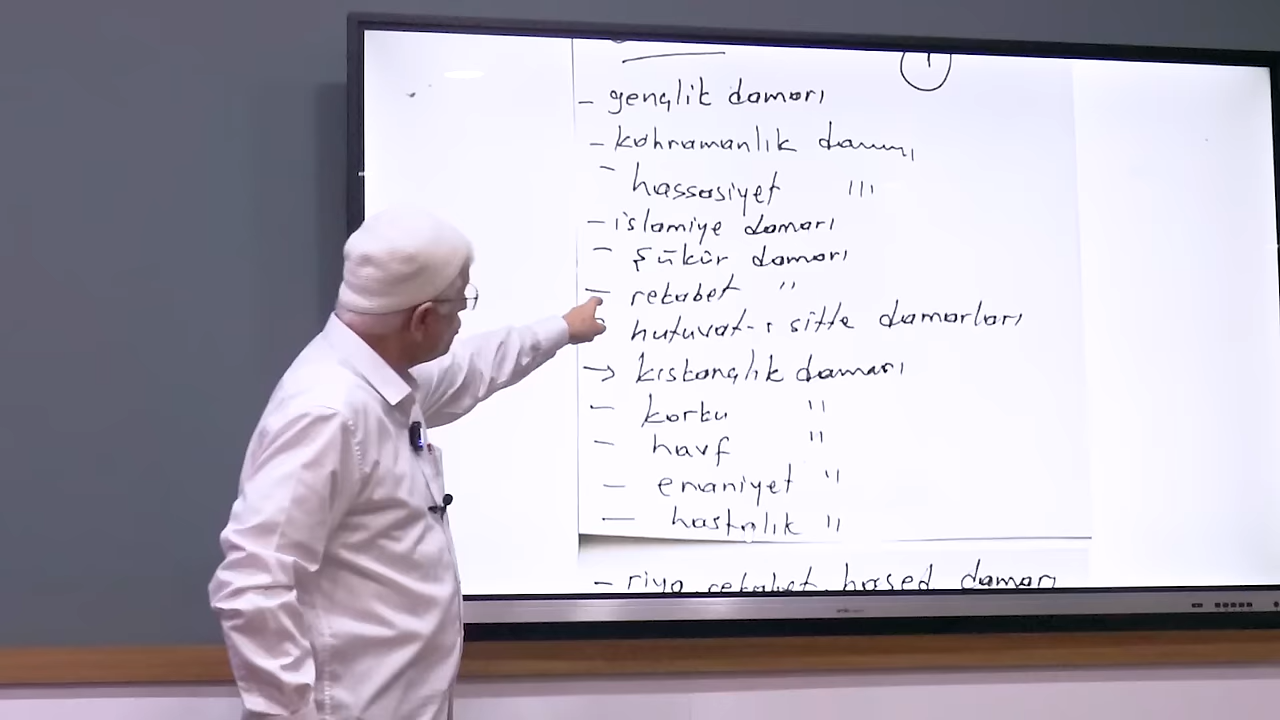 1
- gençlik damarı
- kahramanlık damarı
- hassasiyet '''
- islamiye damarı
- şükür damarı
- rekabet "
hutuvat-ı sitte damarları
→ kıskançlık damarı
- korku "
- havf "
- enaniyet "
- hastalık "
- riya, rekabet, hased damarı